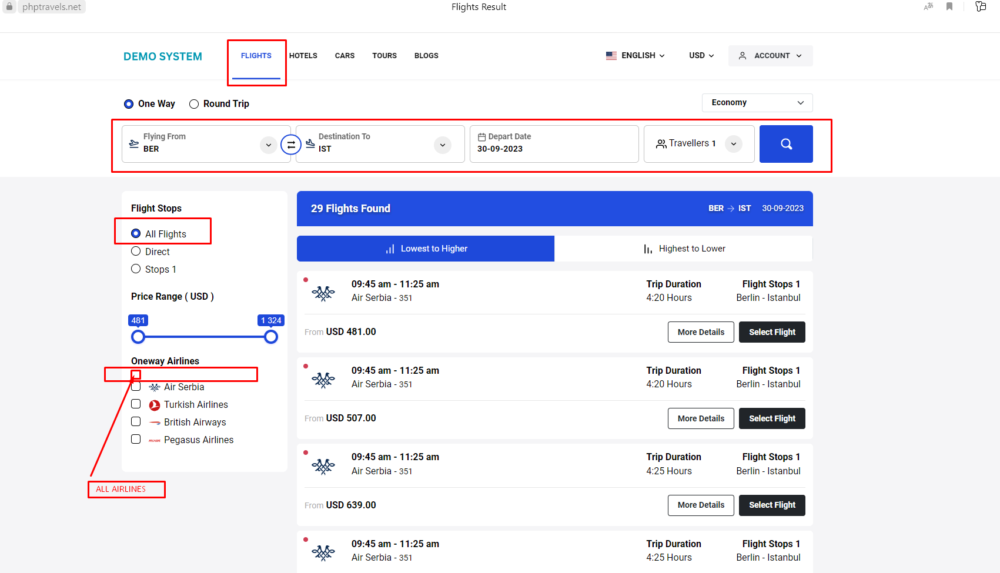 phptravels.net
Flights Result
DEMO SYSTEM
FLIGHTS
HOTELS
CARS
TOURS
BLOGS
ENGLISH
USD
ACCOUNT
One Way
Round Trip
Economy
Flying From
BER
Destination To
IST
Depart Date
30-09-2023
Travellers 1
Flight Stops
All Flights
Direct
Stops 1
Price Range ( USD )
481
1 324
Oneway Airlines
Air Serbia
Turkish Airlines
British Airways
PEGASUS
Pegasus Airlines
ALL AIRLINES
29 Flights Found
BER → IST 30-09-2023
Lowest to Higher
Highest to Lower
09:45 am - 11:25 am
Air Serbia - 351
Trip Duration
4:20 Hours
Flight Stops 1
Berlin - Istanbul
From USD 481.00
More Details
Select Flight
09:45 am - 11:25 am
Air Serbia - 351
Trip Duration
4:20 Hours
Flight Stops 1
Berlin - Istanbul
From USD 507.00
More Details
Select Flight
09:45 am - 11:25 am
Air Serbia - 351
Trip Duration
4:25 Hours
Flight Stops 1
Berlin - Istanbul
From USD 639.00
More Details
Select Flight
09:45 am - 11:25 am
Air Serbia - 351
Trip Duration
4:25 Hours
Flight Stops 1
Berlin - Istanbul